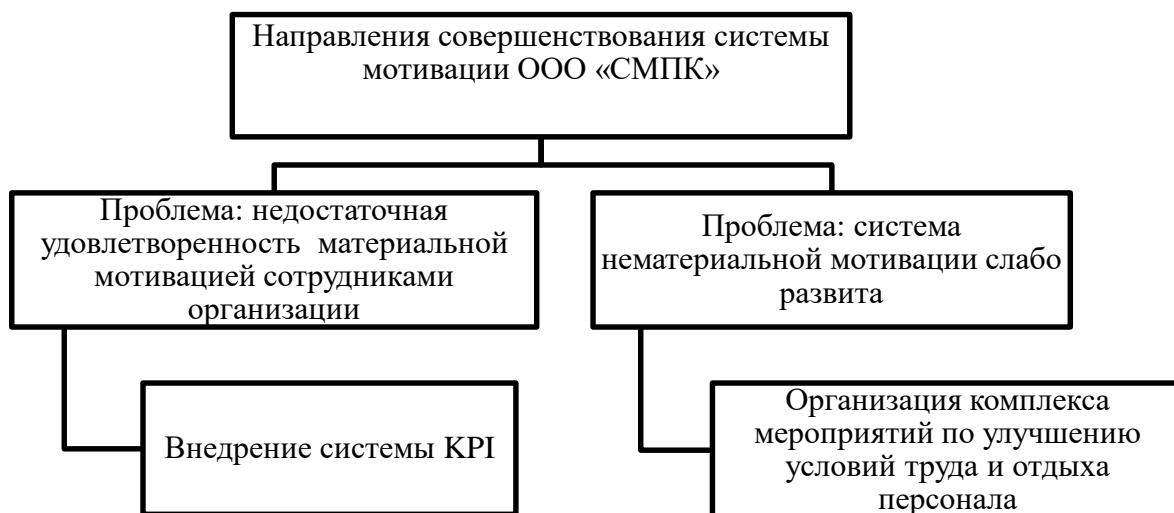 Направления совершенствования системы
мотивации ООО «СМПК»
Проблема: недостаточная
удовлетворенность материальной
мотивацией сотрудниками
организации
Проблема: система
нематериальной мотивации слабо
развита
Внедрение системы KPI
Организация комплекса
мероприятий по улучшению
условий труда и отдыха
персонала